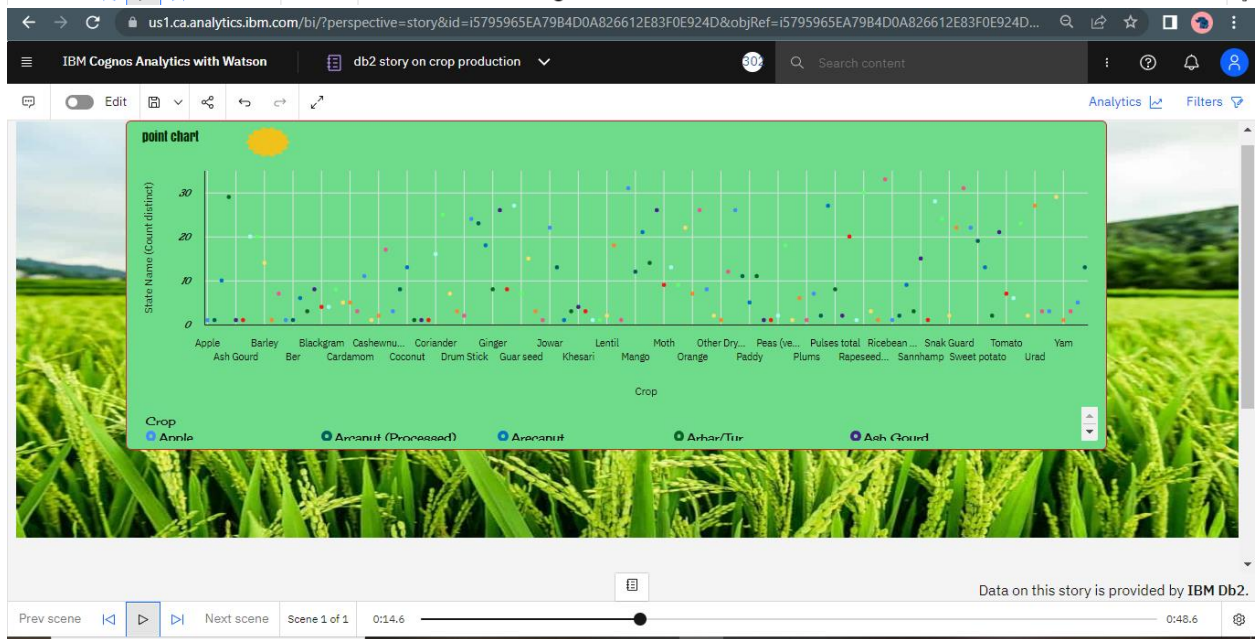 us1.ca.analytics.ibm.com/bi/?perspective=story&id=i5795965EA79B4D0A826612E83F0E924D&objRef=i5795965EA79B4D0A826612E83F0E924D...
IBM Cognos Analytics with Watson
db2 story on crop production
302
Search content
Edit
Analytics
Filters
point chart
State Name (Count distinct)
30
20
10
0
Apple Barley Blackgram Cashewnu... Coriander Ginger Jowar Lentil Moth Other Dry... Peas (ve... Pulses total Ricebean ... Snak Guard Tomato Yam
Ash Gourd Ber Cardamom Coconut Drum Stick Guar seed Khesari Mango Orange Paddy Plums Rapeseed... Sannhamp Sweet potato Urad
Crop
Crop
Apple Arcanut (Processed) Arecanut Arhar/Tur Ash Gourd
Data on this story is provided by IBM Db2.
Prev scene Next scene Scene 1 of 1 0:14.6 0:48.6